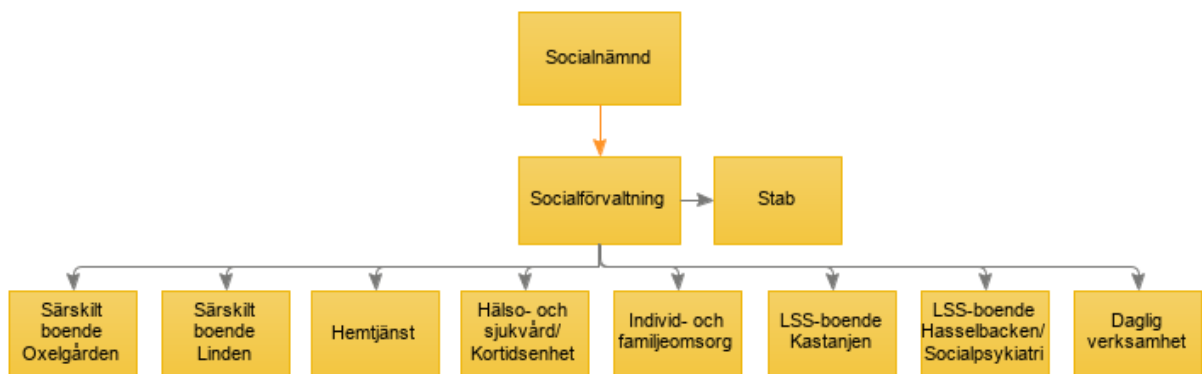 Socialnämnd
Socialförvaltning
Stab
Särskilt
boende
Oxelgården
Särskilt
boende
Linden
Hemtjänst
Hälso- och
sjukvård/
Kortidsenhet
Individ- och
familjeomsorg
LSS-boende
Kastanjen
LSS-boende
Hasselbacken/
Socialpsykiatri
Daglig
verksamhet